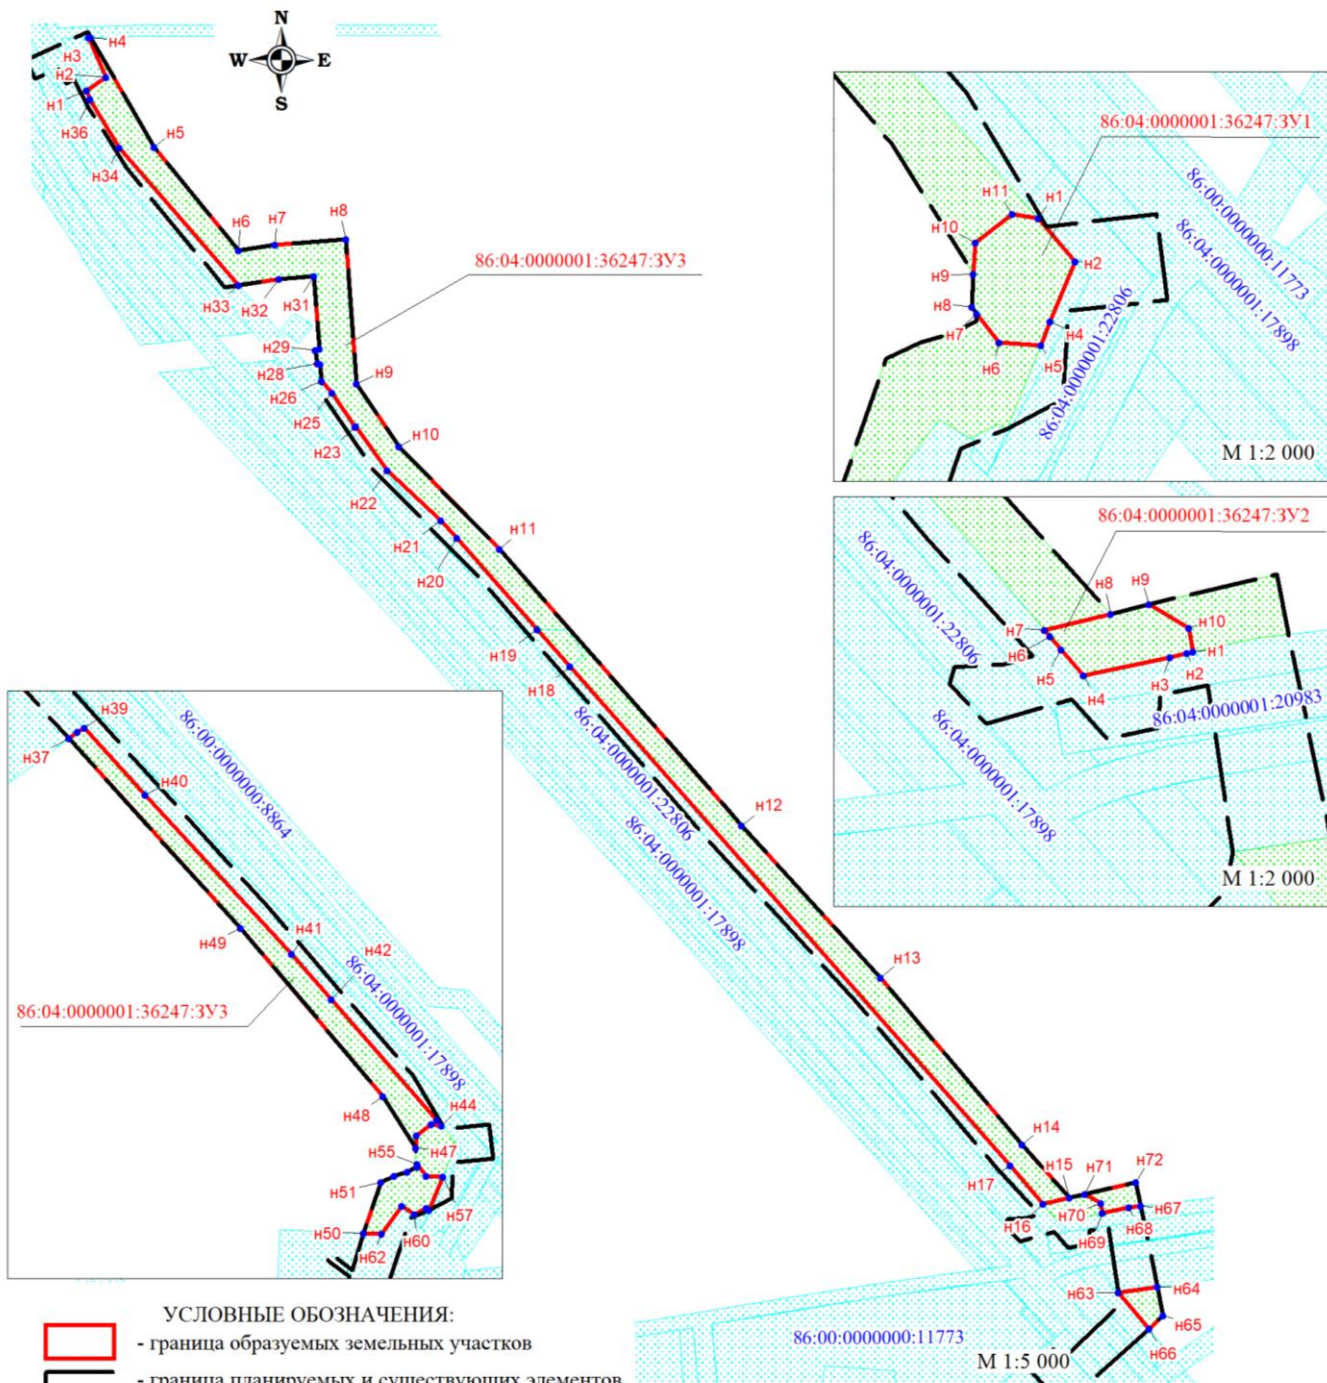 N
W
E
S
н4
н3
н2
н1
н36
н34
н5
н6
н7
н8
н33
н32
н31
н29
н28
н26
н25
н23
н22
н21
н20
н9
н10
н11
н19
н18
н12
н13
н14
н17
н15
н71
н72
н16
н70
н69
н68
н67
н63
н64
н65
н66
86:04:0000001:36247:ЗУ3
86:04:0000001:22806
86:04:0000001:17898
86:00:0000000:11773
М 1:5 000
86:04:0000001:36247:ЗУ1
86:00:0000000:11773
86:04:0000001:17898
86:04:0000001:22806
н11
н1
н10
н2
н9
н8
н7
н4
н6
н5
М 1:2 000
86:04:0000001:36247:ЗУ2
86:04:0000001:22806
н8
н9
н7
н10
н6
н1
н5
н2
н3
н4
86:04:0000001:20983
86:04:0000001:17898
М 1:2 000
н39
н37
86:00:0000000:8864
н40
н41
н42
н49
86:04:0000001:17898
86:04:0000001:36247:ЗУ3
н48
н44
н55
н47
н51
н57
н50
н60
н62
УСЛОВНЫЕ ОБОЗНАЧЕНИЯ:
- граница образуемых земельных участков
- граница планируемых и существующих элементов